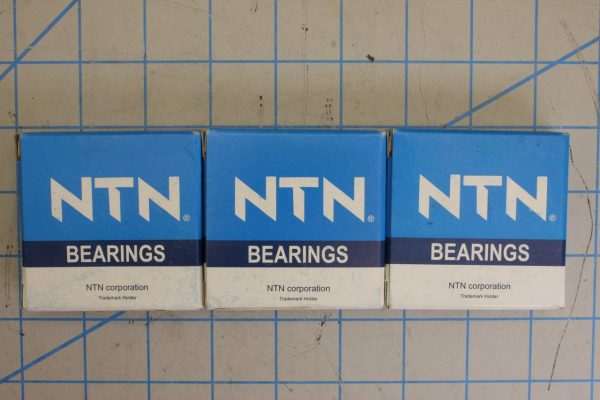 NTN®
BEARINGS
NTN corporation
Trademark Holder
NTN®
BEARINGS
NTN corporation
Trademark Holder
NTN®
BEARINGS
NTN corporation
Trademark Holder